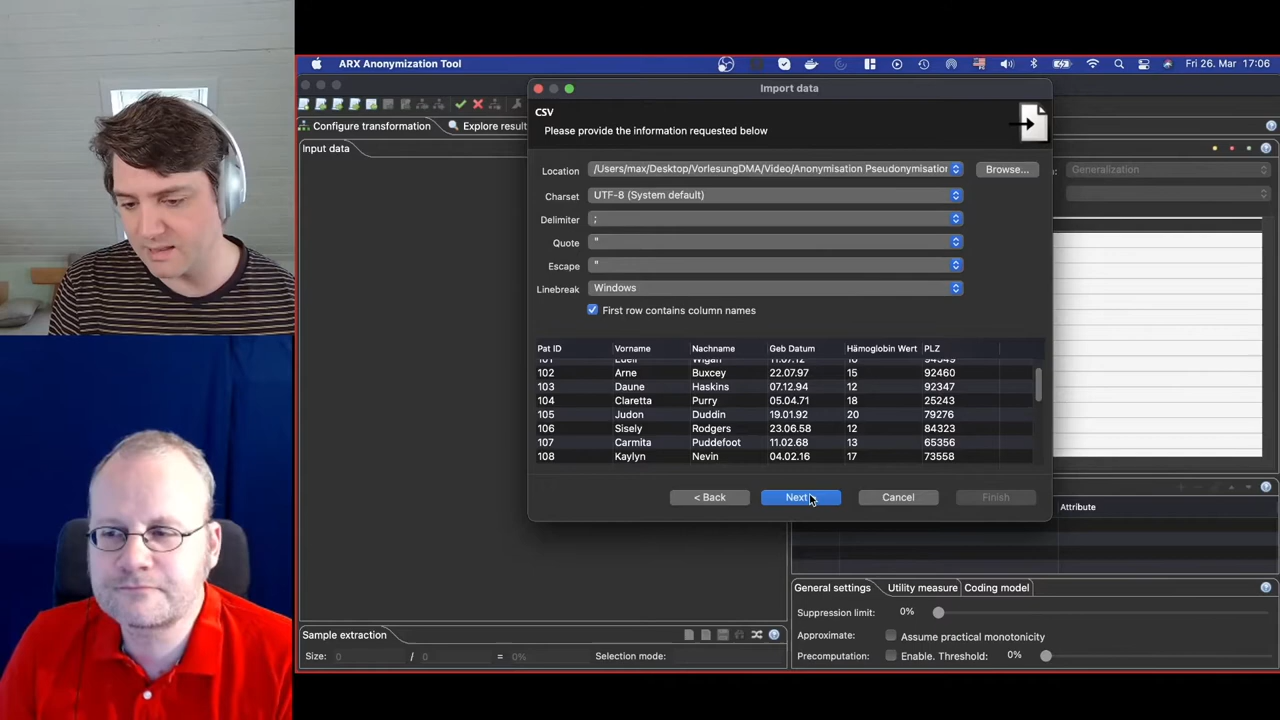 ARX Anonymization Tool
Fri 26. Mar 17:06
Import data
CSV
Please provide the information requested below
Configure transformation
Explore result
Input data
Location
/Users/max/Desktop/VorlesungDMA/Video/Anonymisation Pseudonymisation
Browse...
Generalization
Charset
UTF-8 (System default)
Delimiter
;
Quote
"
Escape
"
Linebreak
Windows
First row contains column names
Pat ID Vorname Nachname Geb Datum Hämoglobin Wert PLZ
102 Arne Buxcey 22.07.97 15 92460
103 Daune Haskins 07.12.94 12 92347
104 Claretta Purry 05.04.71 18 25243
105 Judon Duddin 19.01.92 20 79276
106 Sisely Rodgers 23.06.58 12 84323
107 Carmita Puddefoot 11.02.68 13 65356
108 Kaylyn Nevin 04.02.16 17 73558
< Back
Next
Cancel
Finish
Attribute
General settings
Utility measure
Coding model
Suppression limit: 0%
Approximate: Assume practical monotonicity
Precomputation: Enable. Threshold: 0%
Sample extraction
Size: 0 / 0 = 0% Selection mode: